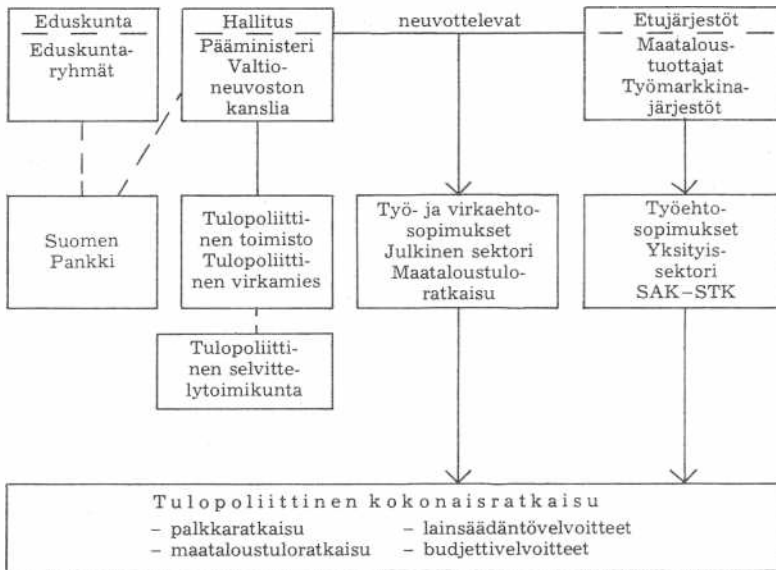 Eduskunta
Eduskunta-
ryhmät
Hallitus
Pääministeri
Valtio-
neuvoston
kanslia
neuvottelevat
Etujärjestöt
Maatalous-
tuottajat
Työmarkkina-
järjestöt
Suomen
Pankki
Tulopoliitti-
nen toimisto
Tulopoliitti-
nen virkamies
Työ- ja virkaehto-
sopimukset
Julkinen sektori
Maataloustulo-
ratkaisu
Työehto-
sopimukset
Yksityis-
sektori
SAK–STK
Tulopoliitti-
nen selvitte-
lytoimikunta
Tulopoliittinen kokonaisratkaisu
– palkkaratkaisu
– maataloustuloratkaisu
– lainsäädäntövelvoitteet
– budjettivelvoitteet